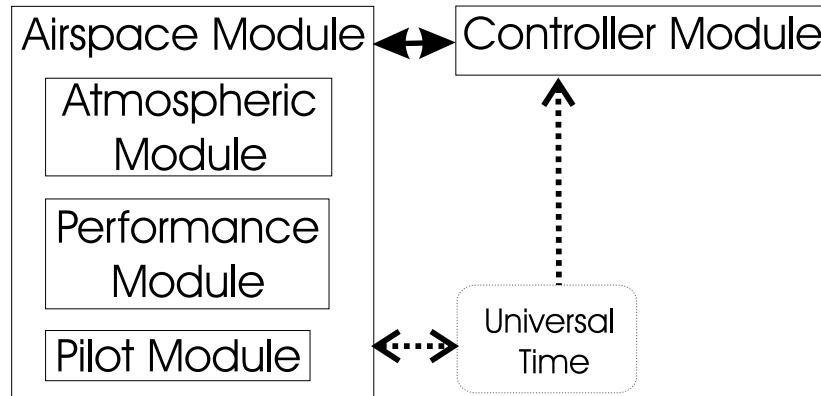 Airspace Module
Controller Module
Atmospheric
Module
Performance
Module
Pilot Module
Universal
Time